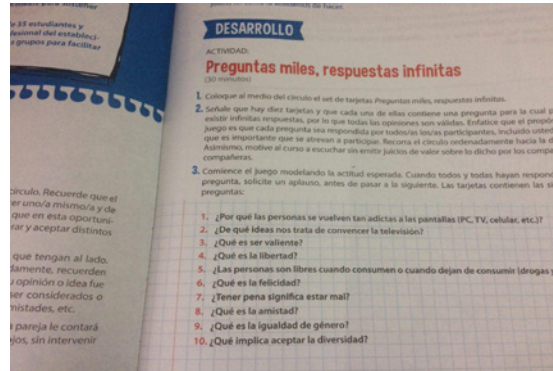 e 35 estudiantes y
fesional del estableci-
s grupos para facilitar
círculo. Recuerde que el
er uno/a mismo/a y de
que en esta oportuni-
rar y aceptar distintos
que tengan al lado.
damente, recuerden
u opinión o idea fue
ser considerados o
mistades, etc.
a pareja le contará
ojos, sin intervenir
DESARROLLO
ACTIVIDAD:
Preguntas miles, respuestas infinitas
(30 minutos)
1. Coloque al medio del círculo el set de tarjetas Preguntas miles, respuestas infinitas.
2. Señale que hay diez tarjetas y que cada una de ellas contiene una pregunta para la cual p
existir infinitas respuestas, por lo que todas las opiniones son válidas. Enfatice que el propós
juego es que cada pregunta sea respondida por todos/as los/as participantes, incluido usted
que es importante que se atrevan a participar. Recorra el círculo ordenadamente hacia la d
Asimismo, motive al curso a escuchar sin emitir juicios de valor sobre lo dicho por los compa
compañeras.
3. Comience el juego modelando la actitud esperada. Cuando todos y todas hayan respon
pregunta, solicite un aplauso, antes de pasar a la siguiente. Las tarjetas contienen las s
preguntas:
1. ¿Por qué las personas se vuelven tan adictas a las pantallas (PC, TV, celular, etc.)?
2. ¿De qué ideas nos trata de convencer la televisión?
3. ¿Qué es ser valiente?
4. ¿Qué es la libertad?
5. ¿Las personas son libres cuando consumen o cuando dejan de consumir (drogas
6. ¿Qué es la felicidad?
7. ¿Tener pena significa estar mal?
8. ¿Qué es la amistad?
9. ¿Qué es la igualdad de género?
10. ¿Qué implica aceptar la diversidad?